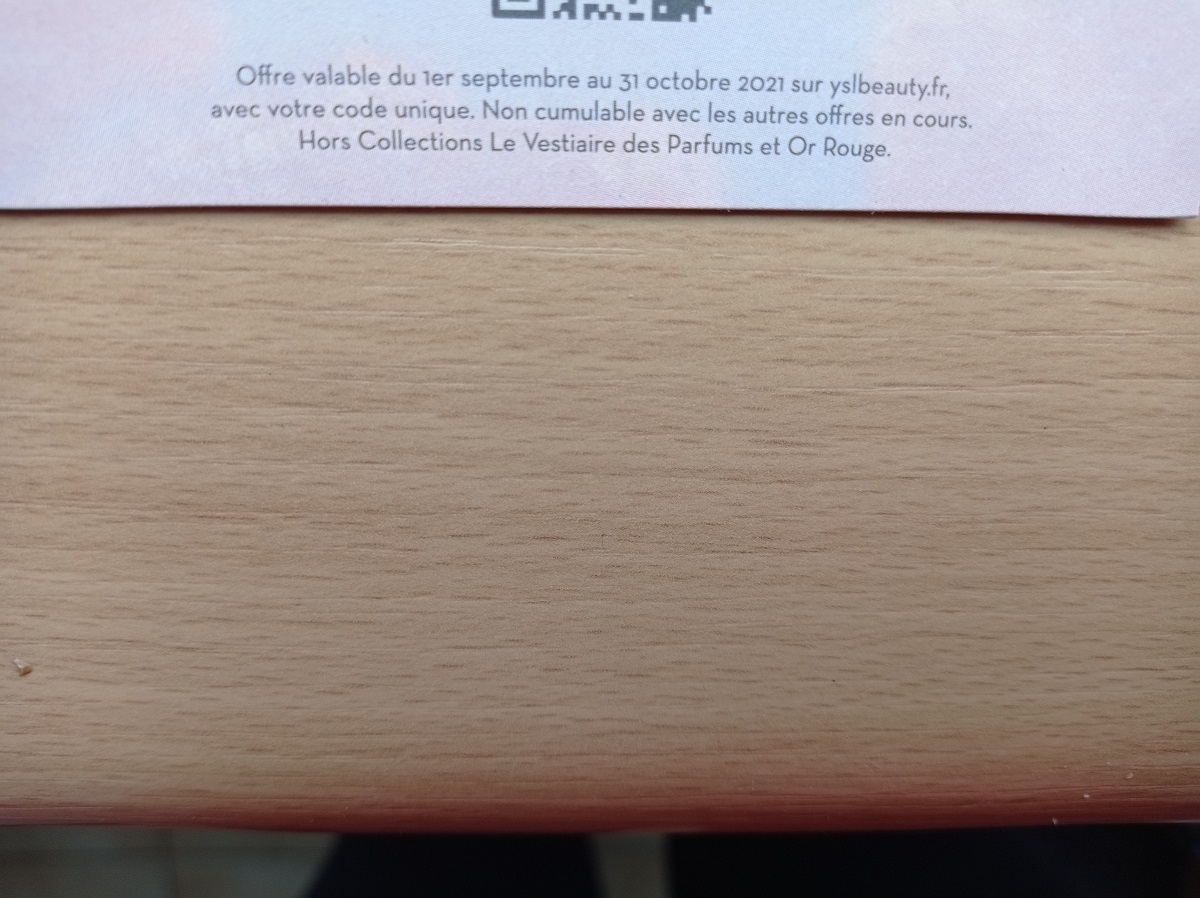 Offre valable du 1er septembre au 31 octobre 2021 sur yslbeauty.fr,
avec votre code unique. Non cumulable avec les autres offres en cours.
Hors Collections Le Vestiaire des Parfums et Or Rouge.